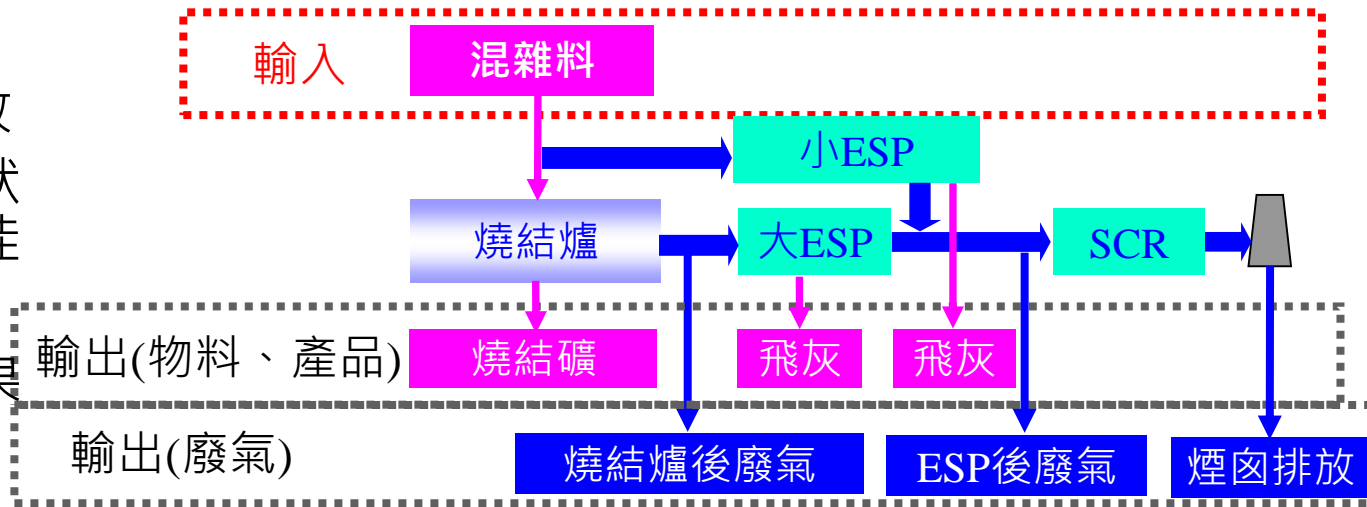 輸入
混雜料
小ESP
燒結爐
大ESP
SCR
輸出(物料、產品)
燒結礦
飛灰
飛灰
輸出(廢氣)
燒結爐後廢氣
ESP後廢氣
煙囪排放